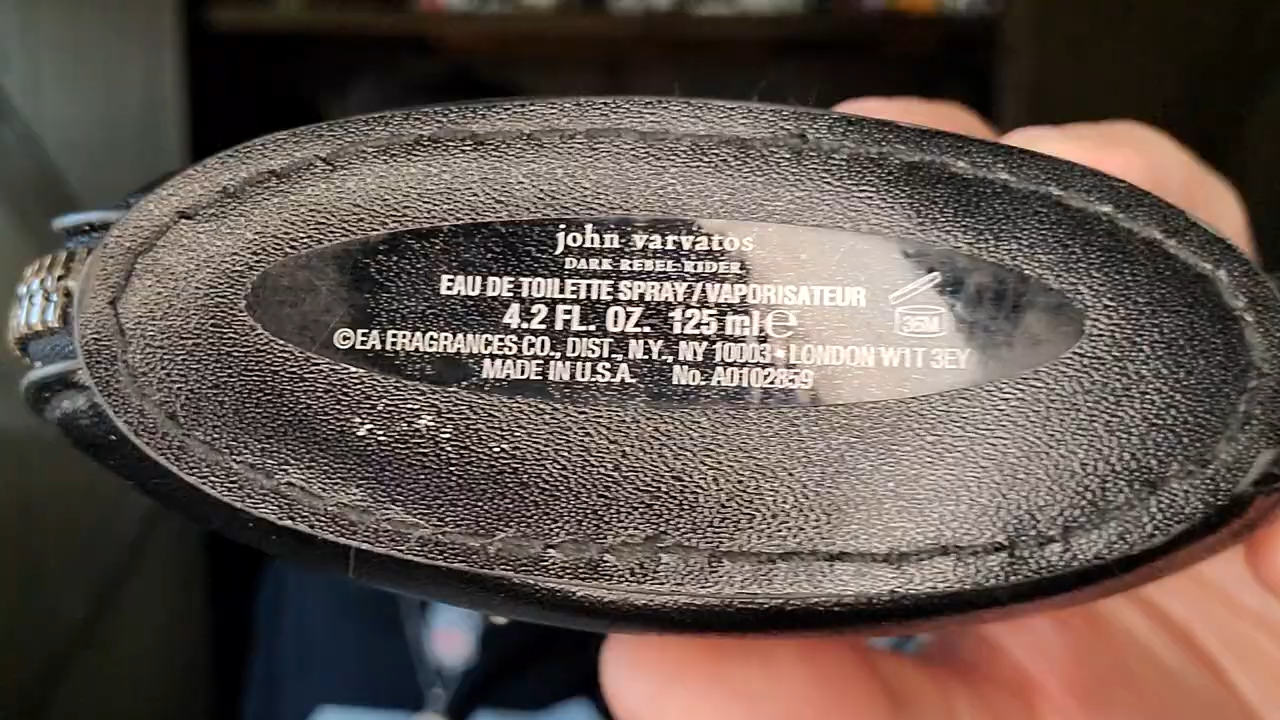 john varvatos
DARK REBEL RIDER
EAU DE TOILETTE SPRAY/VAPORISATEUR
4.2 FL. OZ. 125 ml ℮
36M
©EA FRAGRANCES CO., DIST., N.Y., NY 10003 • LONDON W1T 3EY
MADE IN U.S.A. No. A0102859